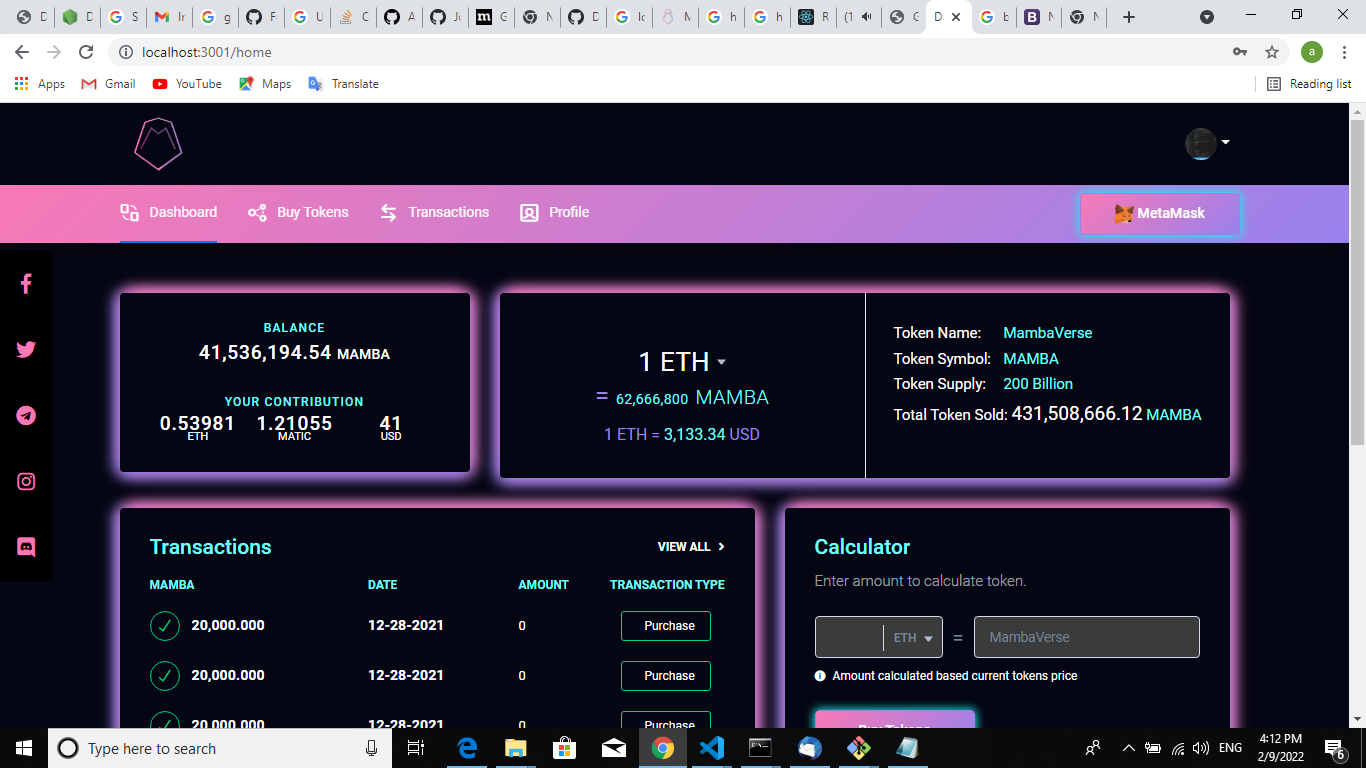 localhost:3001/home
a
Apps
Gmail
YouTube
Maps
Translate
Reading list
Dashboard
Buy Tokens
Transactions
Profile
MetaMask
BALANCE
41,536,194.54 MAMBA
YOUR CONTRIBUTION
0.53981 1.21055 41
ETH MATIC USD
1 ETH
= 62,666,800 MAMBA
1 ETH = 3,133.34 USD
Token Name: MambaVerse
Token Symbol: MAMBA
Token Supply: 200 Billion
Total Token Sold: 431,508,666.12 MAMBA
Transactions
VIEW ALL
MAMBA DATE AMOUNT TRANSACTION TYPE
20,000.000 12-28-2021 0 Purchase
20,000.000 12-28-2021 0 Purchase
20,000.000 12-28-2021 0 Purchase
Calculator
Enter amount to calculate token.
ETH = MambaVerse
Amount calculated based current tokens price
Buy Tokens
Type here to search
ENG
4:12 PM
2/9/2022
6